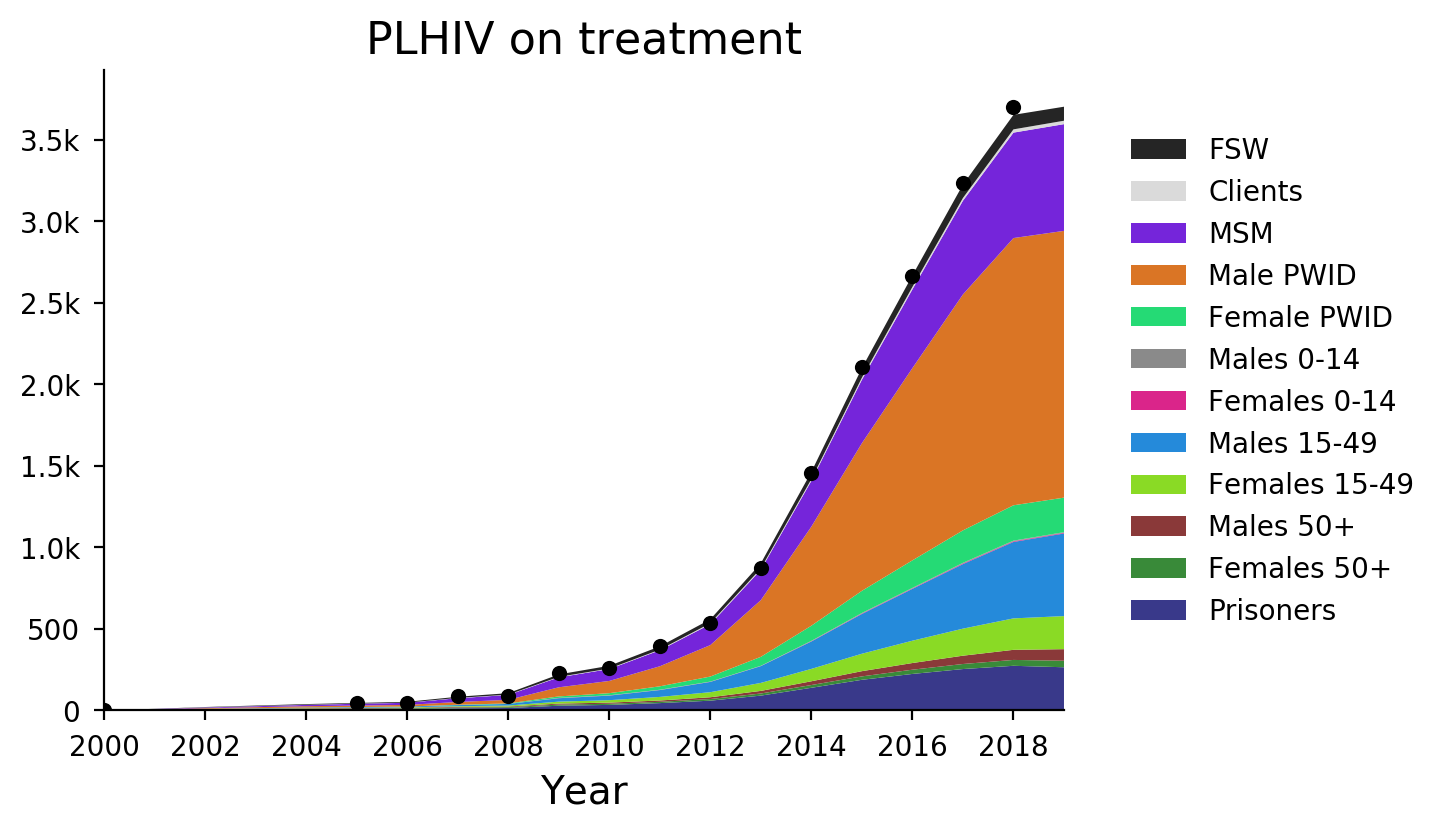 PLHIV on treatment
3.5k
3.0k
2.5k
2.0k
1.5k
1.0k
500
0
2000 2002 2004 2006 2008 2010 2012 2014 2016 2018
Year
FSW
Clients
MSM
Male PWID
Female PWID
Males 0-14
Females 0-14
Males 15-49
Females 15-49
Males 50+
Females 50+
Prisoners